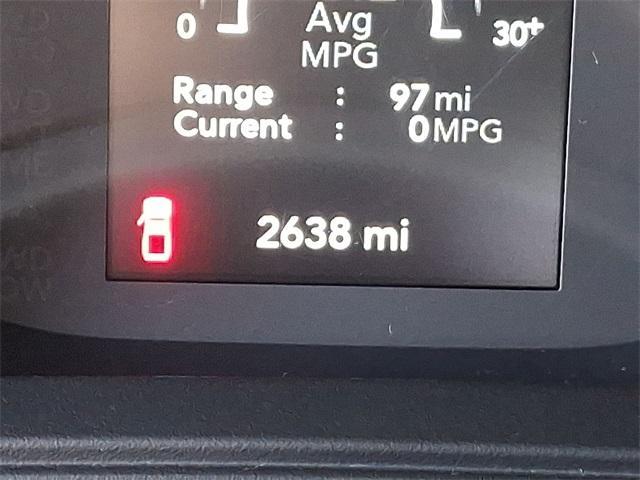 0 Avg 30+
MPG
Range : 97 mi
Current : 0 MPG
2638 mi